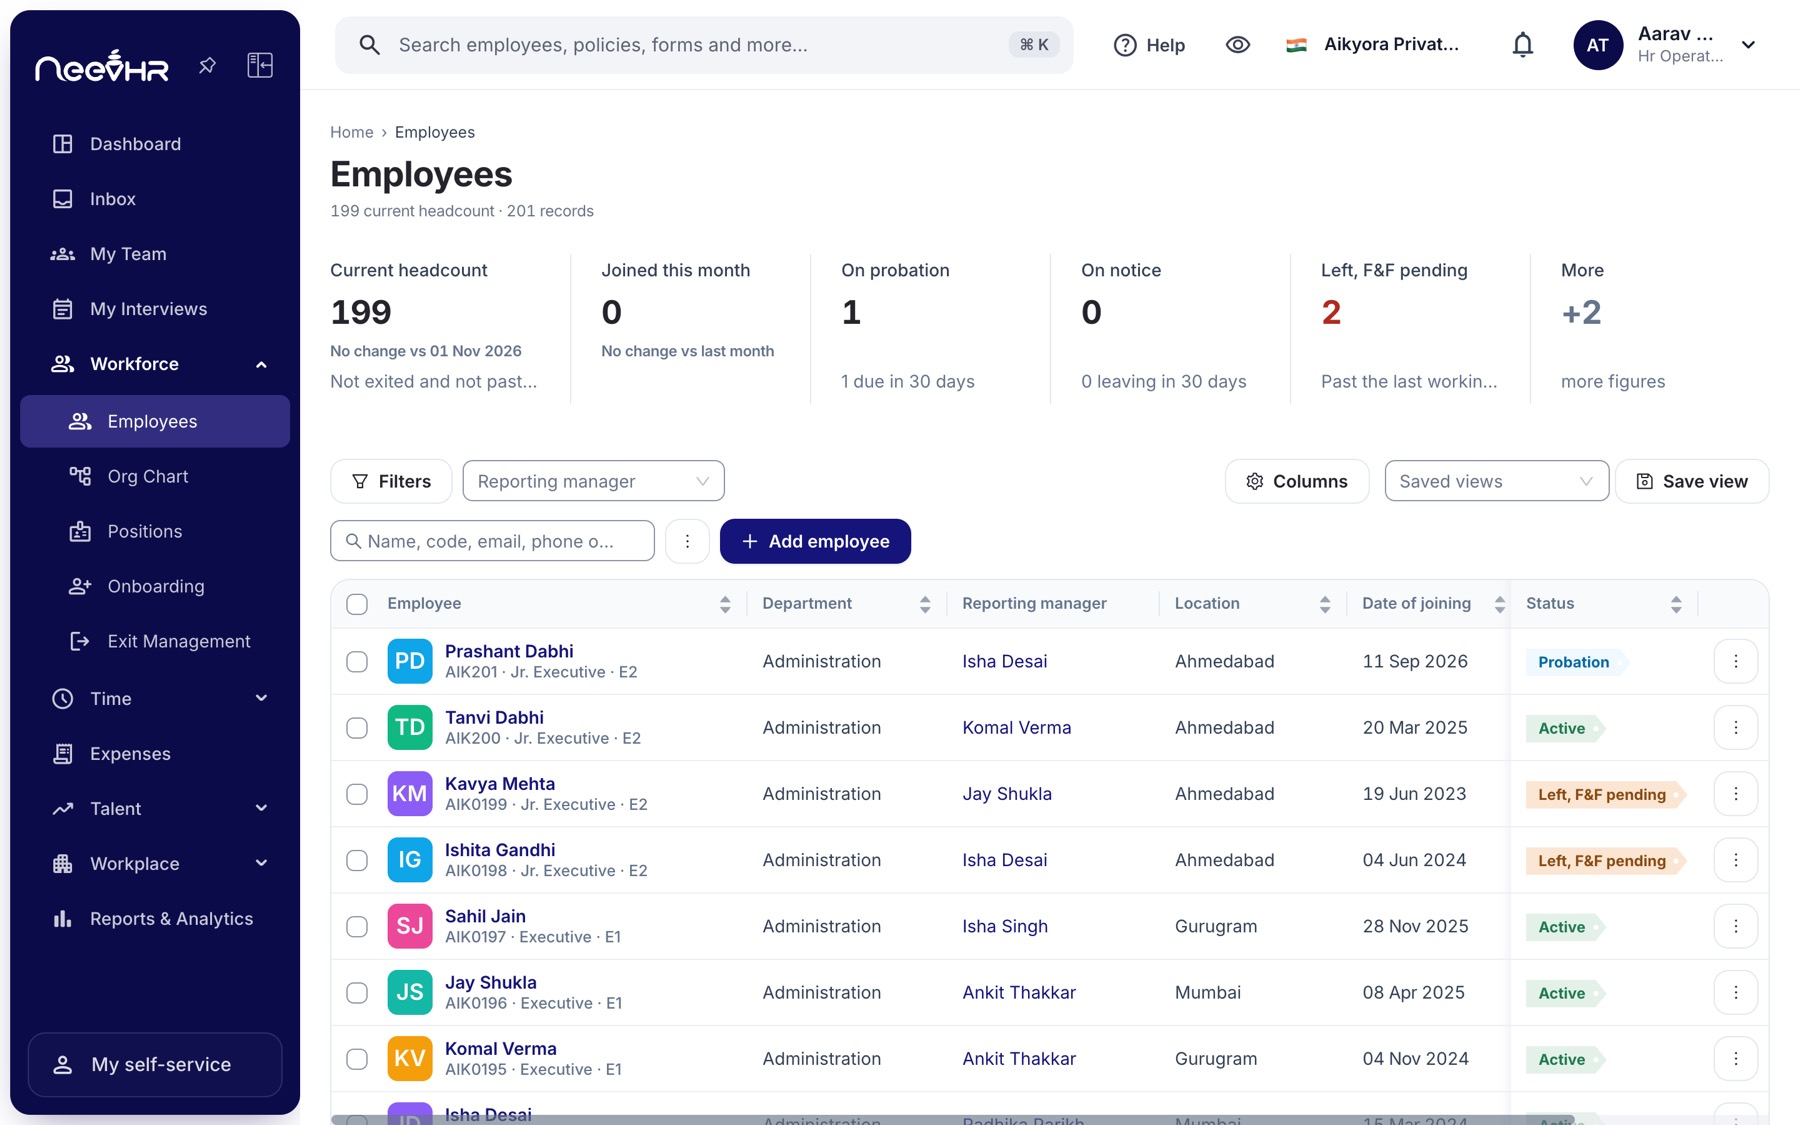 neevHR
Dashboard
Inbox
My Team
My Interviews
Workforce
Employees
Org Chart
Positions
Onboarding
Exit Management
Time
Expenses
Talent
Workplace
Reports & Analytics
My self-service
Search employees, policies, forms and more...
⌘ K
Help
Aikyora Privat...
AT
Aarav ...
Hr Operat...
Home › Employees
Employees
199 current headcount · 201 records
Current headcount
199
No change vs 01 Nov 2026
Not exited and not past...
Joined this month
0
No change vs last month
On probation
1
1 due in 30 days
On notice
0
0 leaving in 30 days
Left, F&F pending
2
Past the last workin...
More
+2
more figures
Filters
Reporting manager
Columns
Saved views
Save view
Name, code, email, phone o...
+ Add employee
Employee Department Reporting manager Location Date of joining Status
PD Prashant Dabhi Administration Isha Desai Ahmedabad 11 Sep 2026 Probation
AIK201 · Jr. Executive · E2
TD Tanvi Dabhi Administration Komal Verma Ahmedabad 20 Mar 2025 Active
AIK200 · Jr. Executive · E2
KM Kavya Mehta Administration Jay Shukla Ahmedabad 19 Jun 2023 Left, F&F pending
AIK0199 · Jr. Executive · E2
IG Ishita Gandhi Administration Isha Desai Ahmedabad 04 Jun 2024 Left, F&F pending
AIK0198 · Jr. Executive · E2
SJ Sahil Jain Administration Isha Singh Gurugram 28 Nov 2025 Active
AIK0197 · Executive · E1
JS Jay Shukla Administration Ankit Thakkar Mumbai 08 Apr 2025 Active
AIK0196 · Executive · E1
KV Komal Verma Administration Ankit Thakkar Gurugram 04 Nov 2024 Active
AIK0195 · Executive · E1
Isha Desai